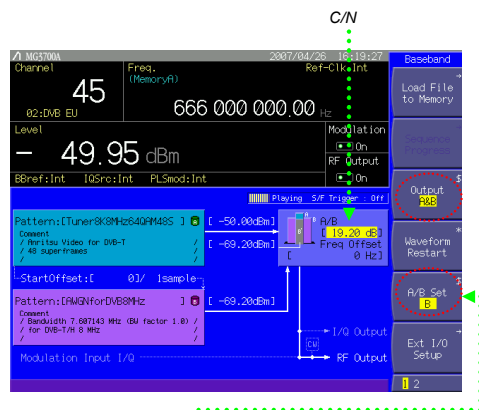 C/N
MG3700A 2007/04/26 16:19:27
Baseband
Channel
45
02:DVB EU
Freq.
(MemoryA)
Ref-Clk:Int
666 000 000.00 Hz
Level
- 49.95 dBm
Modulation
On
RF Output
On
BBref:Int IQSrc:Int PLSmod:Int
Playing S/F Trigger : Off
Pattern:[Tuner8K8MHz64QAM48S ]
Comment
/ Anritsu Video for DVB-T /
/ 48 superframes /
/ /
[ -50.00dBm]
[ -69.20dBm]
A
B
A/B
[ 19.20 dB]
Freq Offset
[ 0 Hz]
StartOffset:[ 0]/ 1sample
Pattern:[AWGNforDVB8MHz ]
Comment
/ Bandwidth 7.607143 MHz (BW factor 1.0) /
/ for DVB-T/H 8 MHz /
/ /
[ -69.20dBm]
Modulation Input I/Q
I/Q Output
CW
RF Output
Load File
to Memory
Sequence
Progress
Output
A&B
Waveform
Restart
A/B Set
B
Ext I/O
Setup
1 2